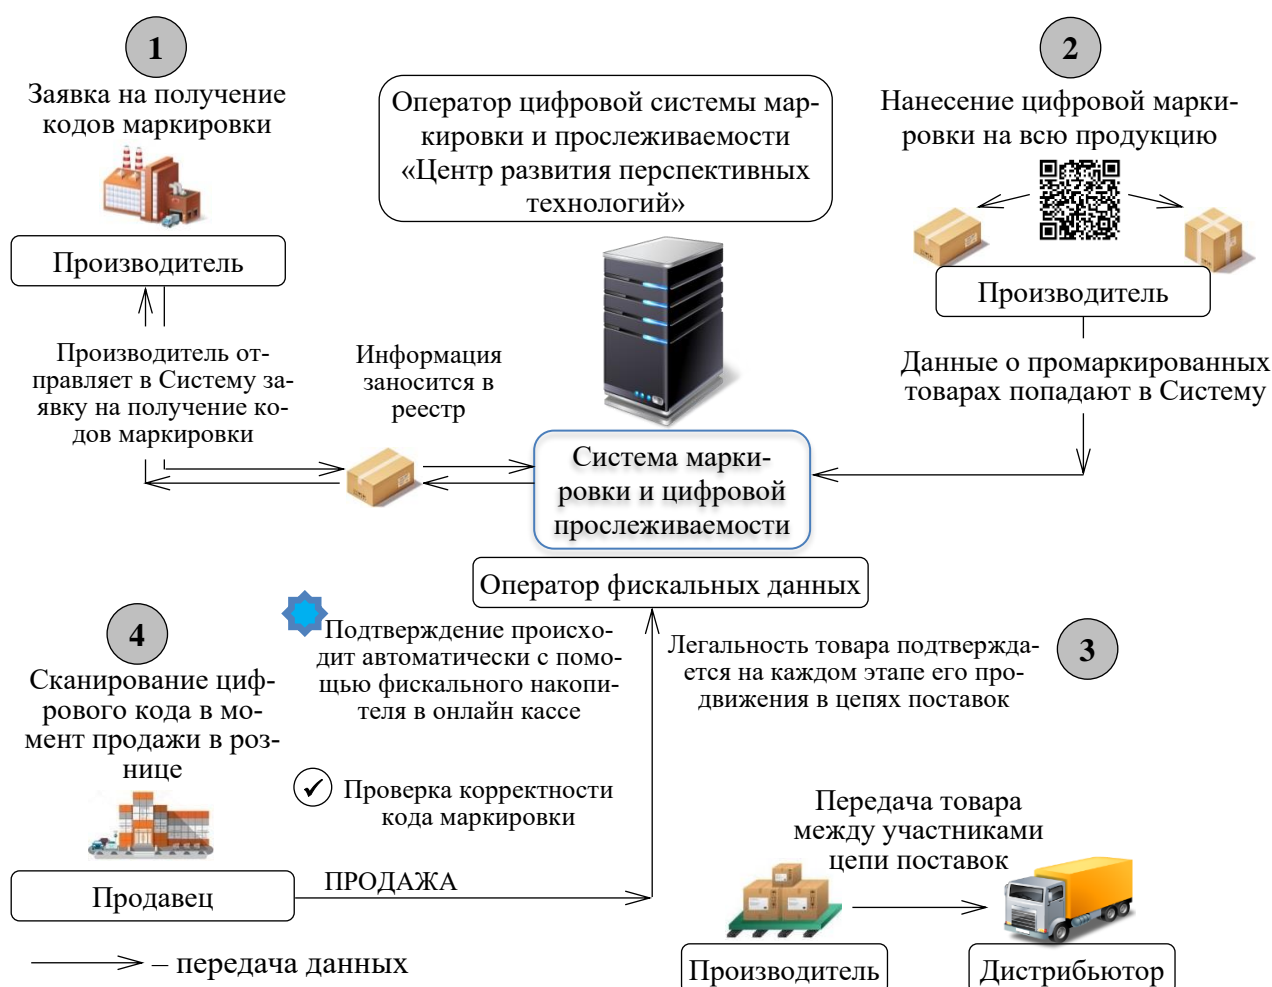 1
Заявка на получение
кодов маркировки
Производитель
Производитель от-
правляет в Систему за-
явку на получение ко-
дов маркировки
Информация
заносится в
реестр
Оператор цифровой системы мар-
кировки и прослеживаемости
«Центр развития перспективных
технологий»
2
Нанесение цифровой марки-
ровки на всю продукцию
Производитель
Данные о промаркированных
товарах попадают в Систему
Система марки-
ровки и цифровой
прослеживаемости
Оператор фискальных данных
4
Сканирование циф-
рового кода в мо-
мент продажи в роз-
нице
Продавец
Подтверждение происхо-
дит автоматически с помо-
щью фискального накопи-
теля в онлайн кассе
Проверка корректности
кода маркировки
ПРОДАЖА
Легальность товара подтвержда-
ется на каждом этапе его про-
движения в цепях поставок
3
Передача товара
между участниками
цепи поставок
Производитель
Дистрибьютор
– передача данных